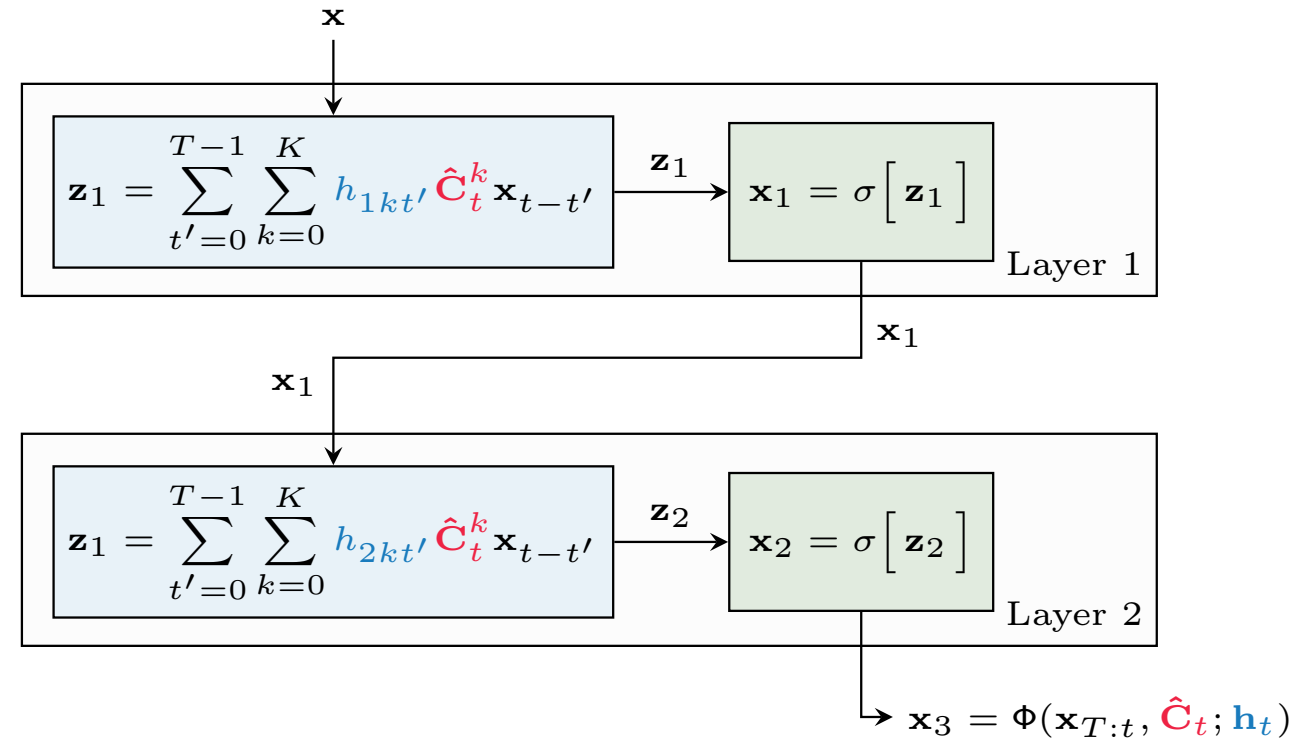 x
z₁ = ∑_{t′=0}^{T−1} ∑_{k=0}^{K} h_{1kt′} Ĉ_t^k x_{t−t′}
z₁
x₁ = σ[ z₁ ]
Layer 1
x₁
x₁
z₁ = ∑_{t′=0}^{T−1} ∑_{k=0}^{K} h_{2kt′} Ĉ_t^k x_{t−t′}
z₂
x₂ = σ[ z₂ ]
Layer 2
x₃ = Φ(x_{T:t}, Ĉ_t; h_t)